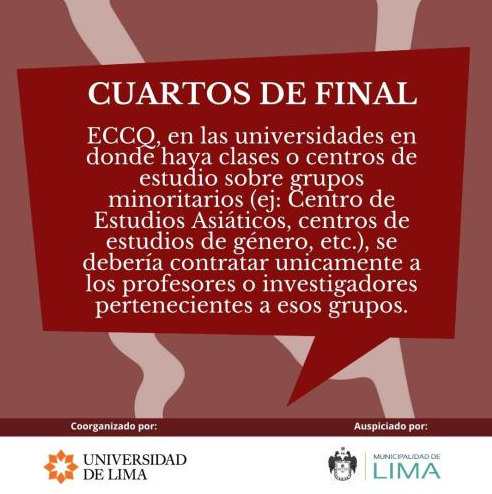 CUARTOS DE FINAL
ECCQ, en las universidades en
donde haya clases o centros de
estudio sobre grupos
minoritarios (ej: Centro de
Estudios Asiáticos, centros de
estudios de género, etc.), se
debería contratar unicamente a
los profesores o investigadores
pertenecientes a esos grupos.
Coorganizado por:
Auspiciado por:
UNIVERSIDAD
DE LIMA
MUNICIPALIDAD DE
LIMA